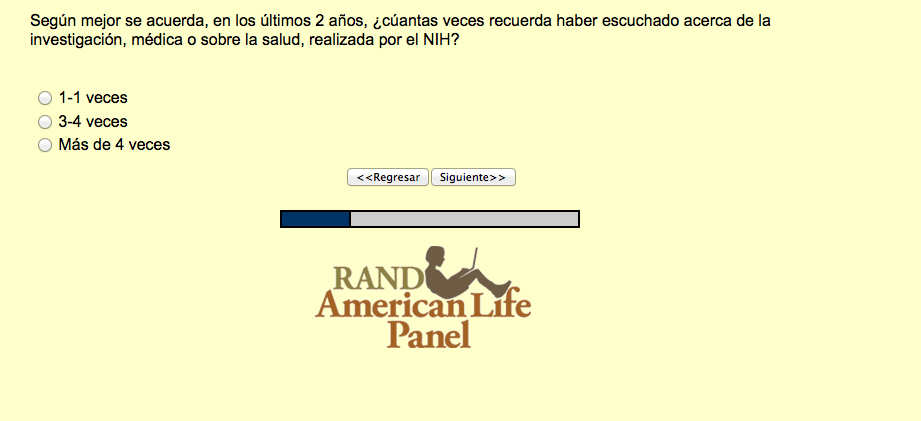 Según mejor se acuerda, en los últimos 2 años, ¿cúantas veces recuerda haber escuchado acerca de la
investigación, médica o sobre la salud, realizada por el NIH?
1-1 veces
3-4 veces
Más de 4 veces
<<Regresar Siguiente>>
RAND
American Life
Panel